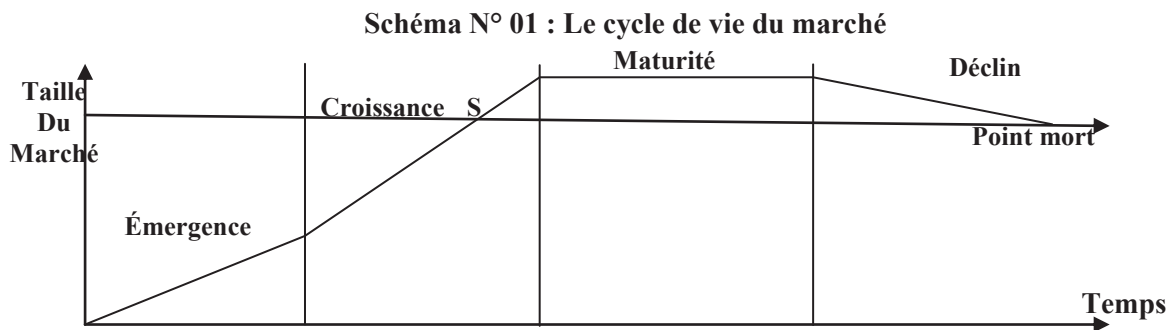 Schéma N° 01 : Le cycle de vie du marché
Maturité
Déclin
Taille
Du
Marché
Croissance S
Point mort
Émergence
Temps